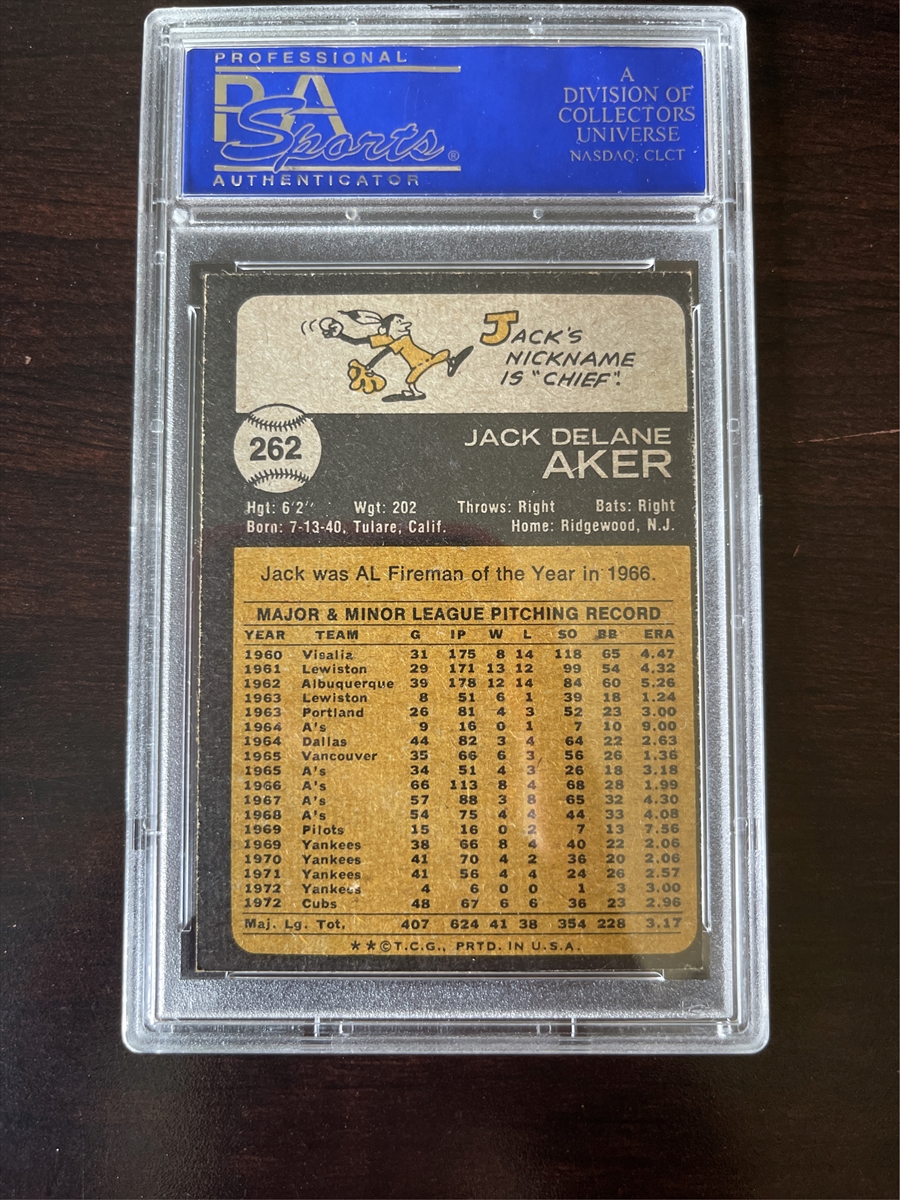 PROFESSIONAL
PSA
Sports®
AUTHENTICATOR
A
DIVISION OF
COLLECTORS
UNIVERSE
NASDAQ: CLCT
JACK'S
NICKNAME
IS "CHIEF".
262
JACK DELANE
AKER
Hgt: 6'2" Wgt: 202 Throws: Right Bats: Right
Born: 7-13-40, Tulare, Calif. Home: Ridgewood, N.J.
Jack was AL Fireman of the Year in 1966.
MAJOR & MINOR LEAGUE PITCHING RECORD
YEAR TEAM G IP W L SO BB ERA
1960 Visalia 31 175 8 14 118 65 4.47
1961 Lewiston 29 171 13 12 99 54 4.32
1962 Albuquerque 39 178 12 14 84 60 5.26
1963 Lewiston 8 51 6 1 39 18 1.24
1963 Portland 26 81 4 3 52 23 3.00
1964 A's 9 16 0 1 7 10 9.00
1964 Dallas 44 82 3 4 64 22 2.63
1965 Vancouver 35 66 6 3 56 26 1.36
1965 A's 34 51 4 3 26 18 3.18
1966 A's 66 113 8 4 68 28 1.99
1967 A's 57 88 3 8 65 32 4.30
1968 A's 54 75 4 4 44 33 4.08
1969 Pilots 15 16 0 2 7 13 7.56
1969 Yankees 38 66 8 4 40 22 2.06
1970 Yankees 41 70 4 2 36 20 2.06
1971 Yankees 41 56 4 4 24 26 2.57
1972 Yankees 4 6 0 0 1 3 3.00
1972 Cubs 48 67 6 6 36 23 2.96
Maj. Lg. Tot. 407 624 41 38 354 228 3.17
**©T.C.G., PRTD. IN U.S.A.